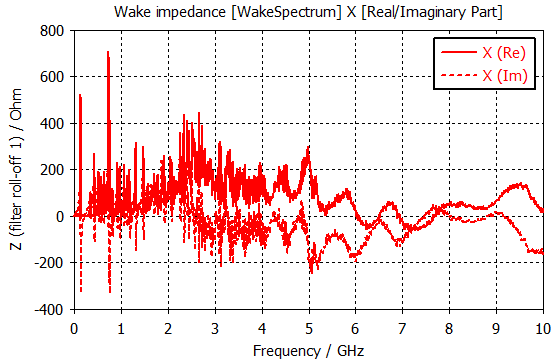 Wake impedance [WakeSpectrum] X [Real/Imaginary Part]
X (Re)
X (Im)
Z (filter roll-off 1) / Ohm
800
600
400
200
0
-200
-400
0 1 2 3 4 5 6 7 8 9 10
Frequency / GHz